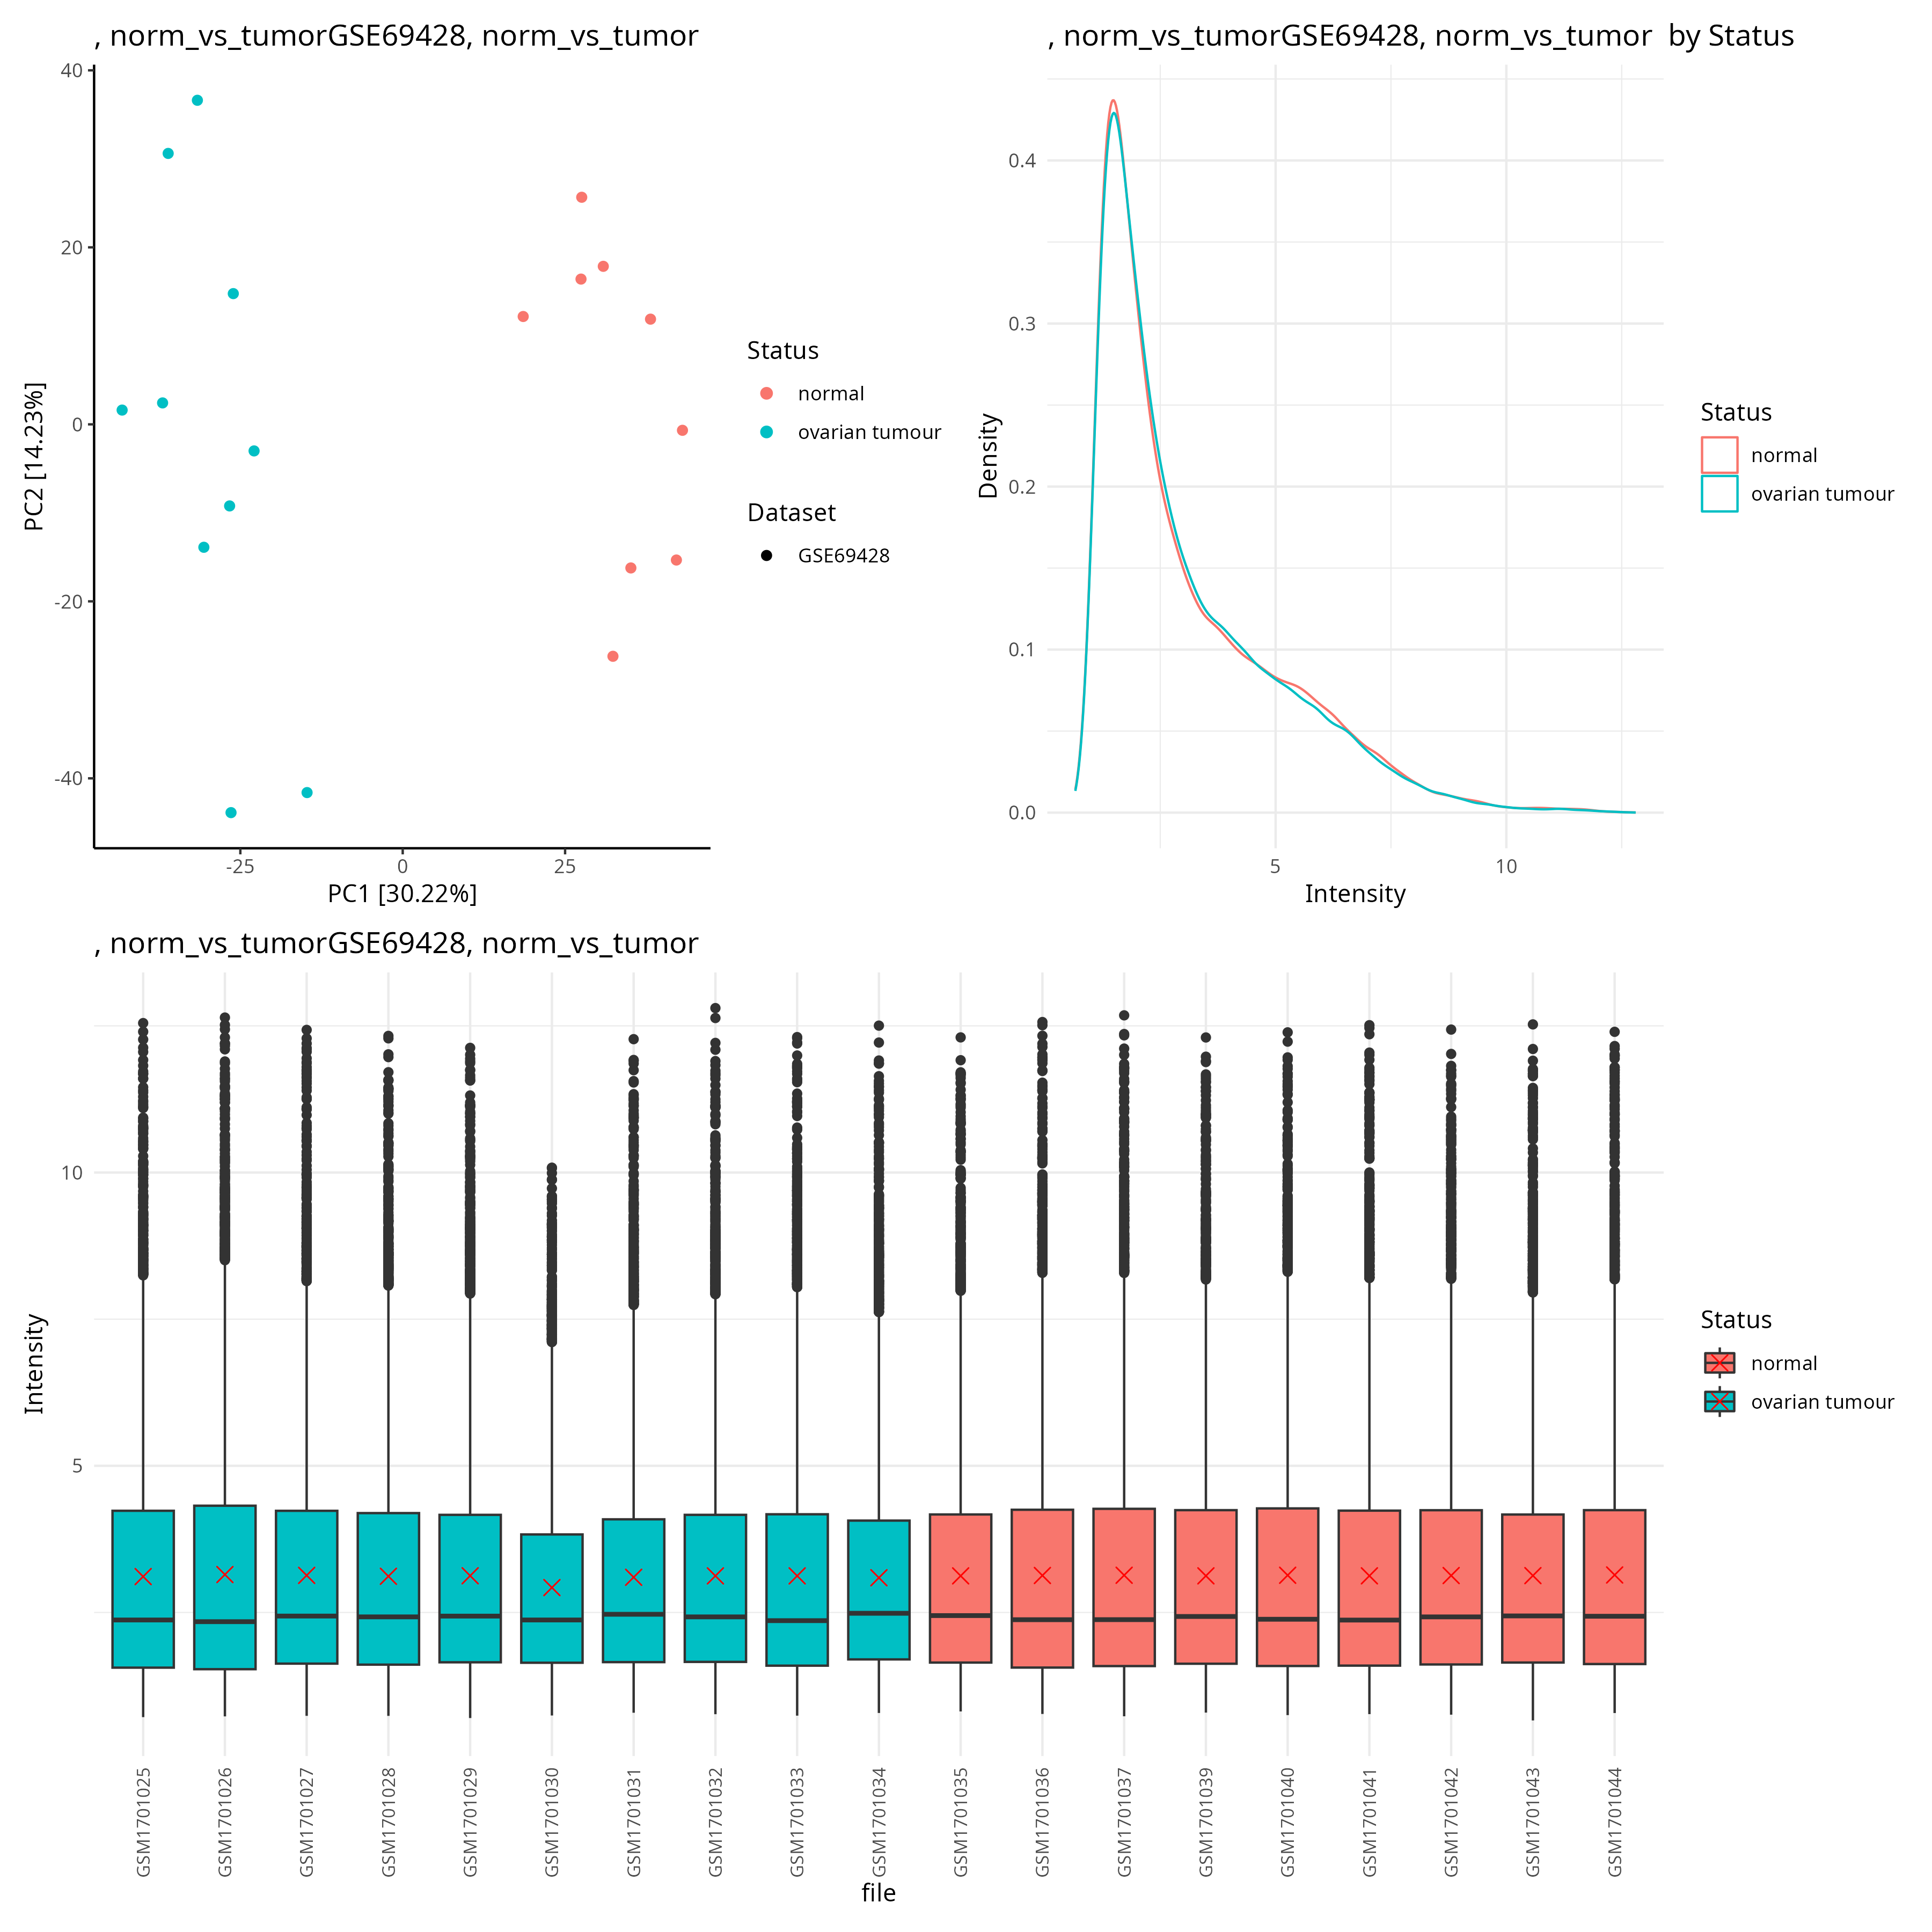 , norm_vs_tumorGSE69428, norm_vs_tumor
40
20
0
-20
-40
PC2 [14.23%]
-25
0
25
PC1 [30.22%]
Status
normal
ovarian tumour
Dataset
GSE69428
, norm_vs_tumorGSE69428, norm_vs_tumor  by Status
0.4
0.3
0.2
0.1
0.0
Density
5
10
Intensity
Status
normal
ovarian tumour
, norm_vs_tumorGSE69428, norm_vs_tumor
10
5
Intensity
GSM1701025
GSM1701026
GSM1701027
GSM1701028
GSM1701029
GSM1701030
GSM1701031
GSM1701032
GSM1701033
GSM1701034
GSM1701035
GSM1701036
GSM1701037
GSM1701039
GSM1701040
GSM1701041
GSM1701042
GSM1701043
GSM1701044
file
Status
normal
ovarian tumour